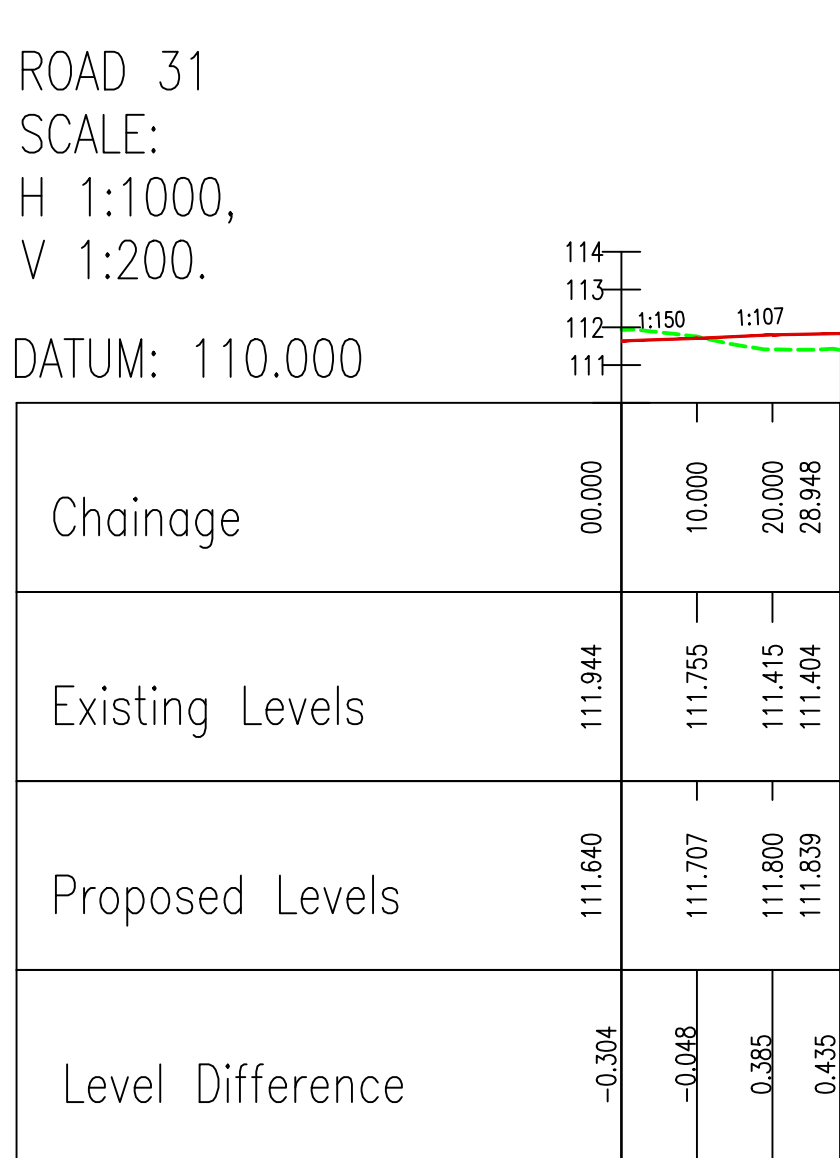 ROAD 31
SCALE:
H 1:1000,
V 1:200.
114
113
112
111
1:150 1:107
DATUM: 110.000
Chainage 00.000 10.000 20.000 28.948
Existing Levels 111.944 111.755 111.415 111.404
Proposed Levels 111.640 111.707 111.800 111.839
Level Difference -0.304 -0.048 0.385 0.435